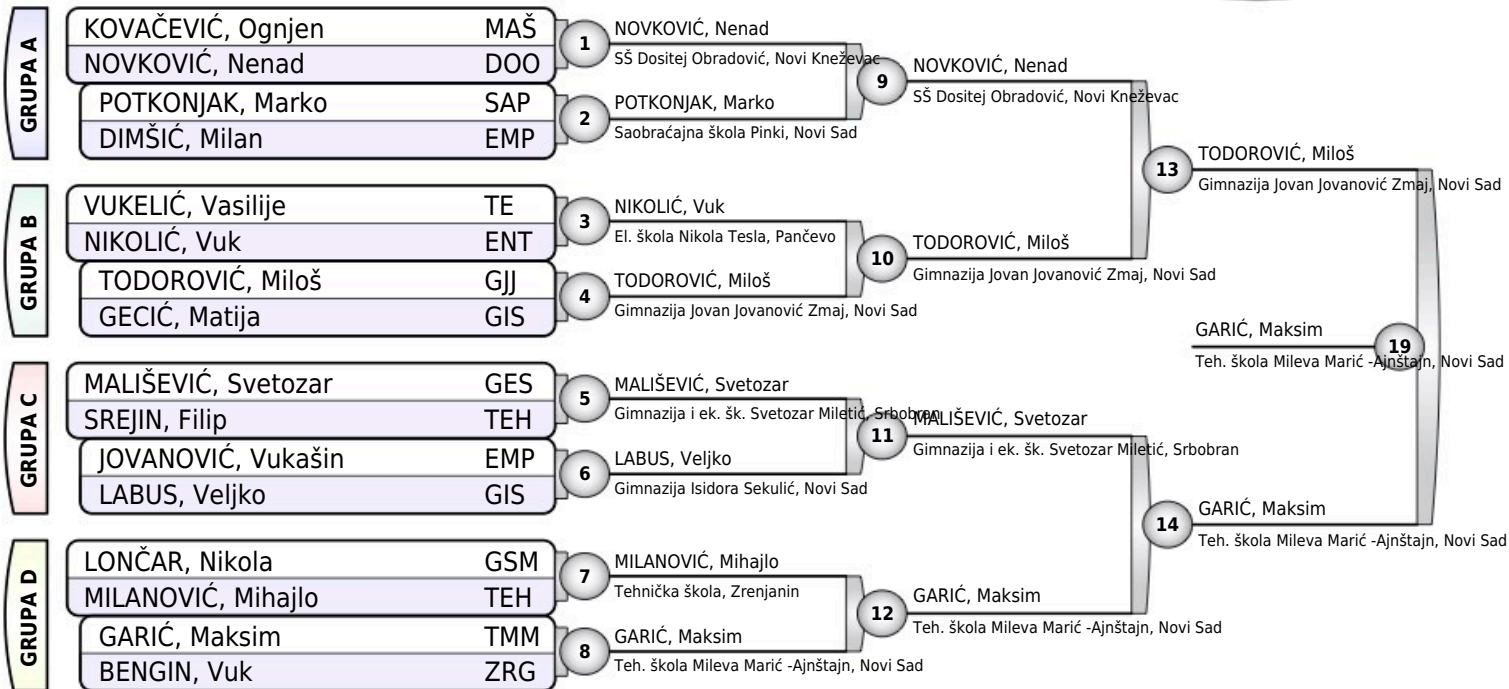 GRUPA A
KOVAČEVIĆ, Ognjen MAŠ
NOVKOVIĆ, Nenad DOO
POTKONJAK, Marko SAP
DIMŠIĆ, Milan EMP
GRUPA B
VUKELIĆ, Vasilije TE
NIKOLIĆ, Vuk ENT
TODOROVIĆ, Miloš GJJ
GECIĆ, Matija GIS
GRUPA C
MALIŠEVIĆ, Svetozar GES
SREJIN, Filip TEH
JOVANOVIĆ, Vukašin EMP
LABUS, Veljko GIS
GRUPA D
LONČAR, Nikola GSM
MILANOVIĆ, Mihajlo TEH
GARIĆ, Maksim TMM
BENGIN, Vuk ZRG
1
NOVKOVIĆ, Nenad
SŠ Dositej Obradović, Novi Kneževac
2
POTKONJAK, Marko
Saobraćajna škola Pinki, Novi Sad
3
NIKOLIĆ, Vuk
El. škola Nikola Tesla, Pančevo
4
TODOROVIĆ, Miloš
Gimnazija Jovan Jovanović Zmaj, Novi Sad
5
MALIŠEVIĆ, Svetozar
Gimnazija i ek. šk. Svetozar Miletić, Srbobran
6
LABUS, Veljko
Gimnazija Isidora Sekulić, Novi Sad
7
MILANOVIĆ, Mihajlo
Tehnička škola, Zrenjanin
8
GARIĆ, Maksim
Teh. škola Mileva Marić -Ajnštajn, Novi Sad
9
NOVKOVIĆ, Nenad
SŠ Dositej Obradović, Novi Kneževac
10
TODOROVIĆ, Miloš
Gimnazija Jovan Jovanović Zmaj, Novi Sad
11
MALIŠEVIĆ, Svetozar
Gimnazija i ek. šk. Svetozar Miletić, Srbobran
12
GARIĆ, Maksim
Teh. škola Mileva Marić -Ajnštajn, Novi Sad
13
TODOROVIĆ, Miloš
Gimnazija Jovan Jovanović Zmaj, Novi Sad
14
GARIĆ, Maksim
Teh. škola Mileva Marić -Ajnštajn, Novi Sad
GARIĆ, Maksim
19
Teh. škola Mileva Marić -Ajnštajn, Novi Sad